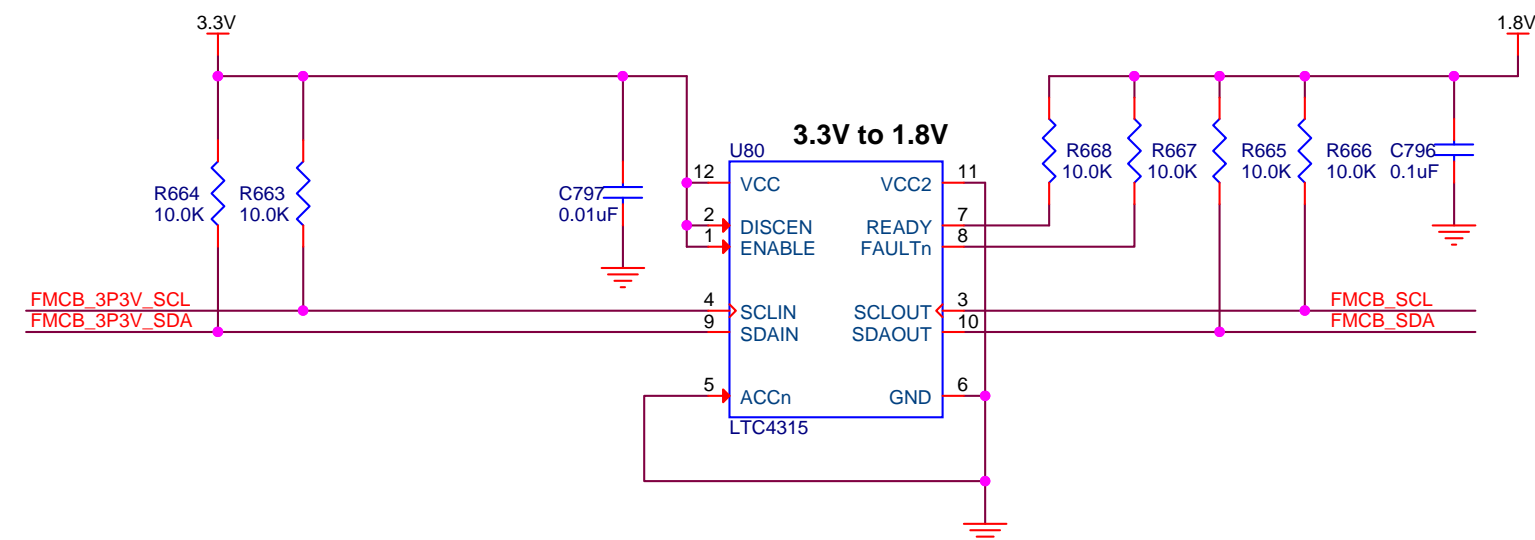 3.3V
1.8V
3.3V to 1.8V
U80
R668
10.0K
R667
10.0K
R665
10.0K
R666
10.0K
C796
0.1uF
R664
10.0K
R663
10.0K
C797
0.01uF
12
VCC
VCC2
11
2
DISCEN
READY
7
1
ENABLE
FAULTn
8
FMCB_3P3V_SCL
4
SCLIN
SCLOUT
3
FMCB_SCL
FMCB_3P3V_SDA
9
SDAIN
SDAOUT
10
FMCB_SDA
5
ACCn
GND
6
LTC4315